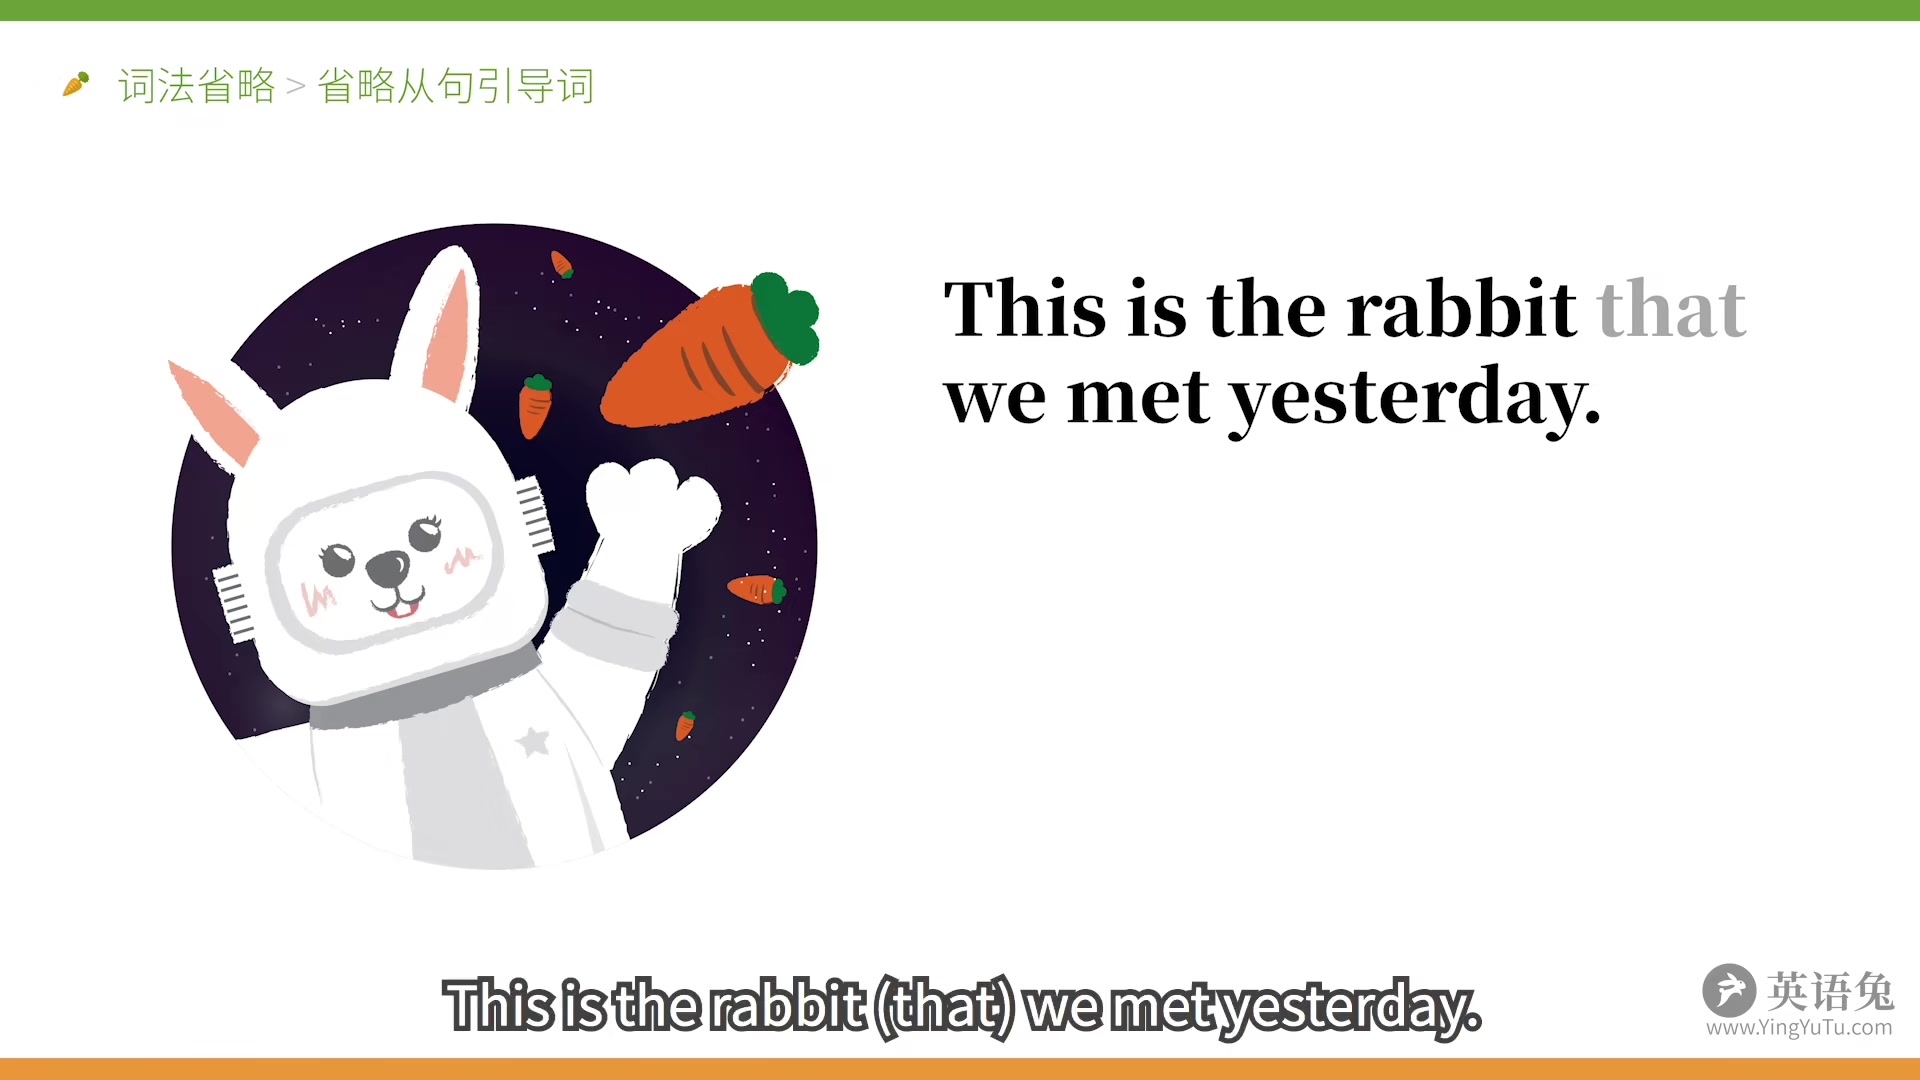 词法省略 > 省略从句引导词
This is the rabbit that
we met yesterday.
This is the rabbit (that) we met yesterday.
英语兔
www.YingYuTu.com